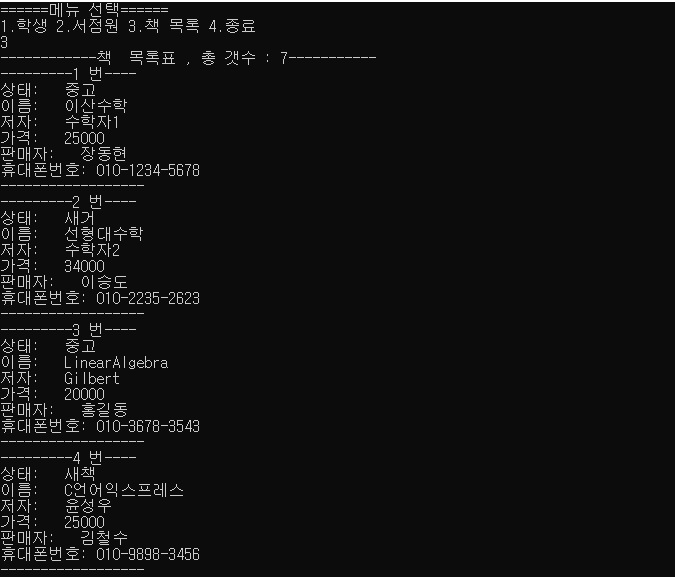 ======메뉴 선택======
1.학생 2.서점원 3.책 목록 4.종료
3
------------책  목록표 , 총 갯수 : 7-----------
---------1 번----
상태:   중고
이름:   이산수학
저자:   수학자1
가격:   25000
판매자:   장동현
휴대폰번호: 010-1234-5678
------------------
---------2 번----
상태:   새거
이름:   선형대수학
저자:   수학자2
가격:   34000
판매자:   이승도
휴대폰번호: 010-2235-2623
------------------
---------3 번----
상태:   중고
이름:   LinearAlgebra
저자:   Gilbert
가격:   20000
판매자:   홍길동
휴대폰번호: 010-3678-3543
------------------
---------4 번----
상태:   새책
이름:   C언어익스프레스
저자:   윤성우
가격:   25000
판매자:   김철수
휴대폰번호: 010-9898-3456
------------------